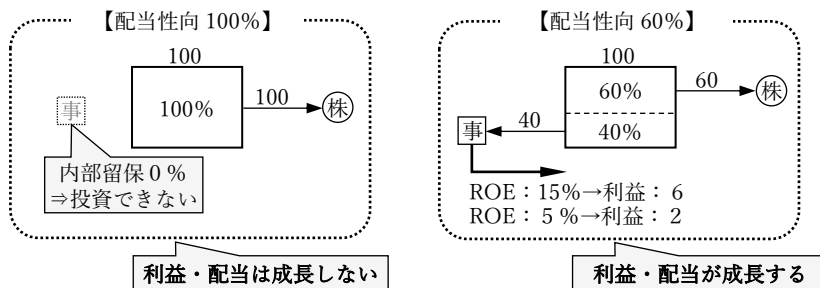 【配当性向 100%】
100
事
100%
100
株
内部留保０％
⇒投資できない
利益・配当は成長しない
【配当性向 60%】
100
60%
60
株
事
40
40%
ROE：15%→利益：６
ROE：５%→利益：２
利益・配当が成長する